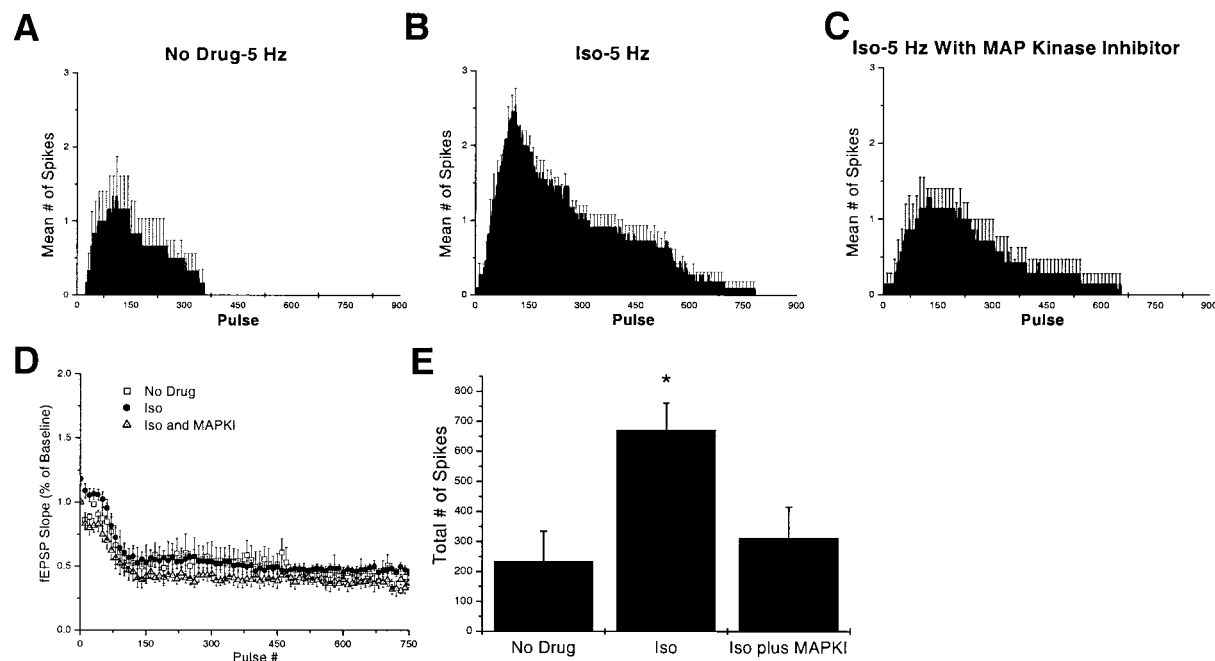 A
No Drug-5 Hz
3
2
1
0
Mean # of Spikes
0 150 300 450 600 750 900
Pulse
B
Iso-5 Hz
3
2
1
0
Mean # of Spikes
0 150 300 450 600 750 900
Pulse
C
Iso-5 Hz With MAP Kinase Inhibitor
3
2
1
0
Mean # of Spikes
0 150 300 450 600 750 900
Pulse
D
2.0
1.5
1.0
0.5
0.0
fEPSP Slope (% of Baseline)
No Drug
Iso
Iso and MAPKI
0 150 300 450 600 750
Pulse #
E
*
800
700
600
500
400
300
200
100
0
Total # of Spikes
No Drug Iso Iso plus MAPKI